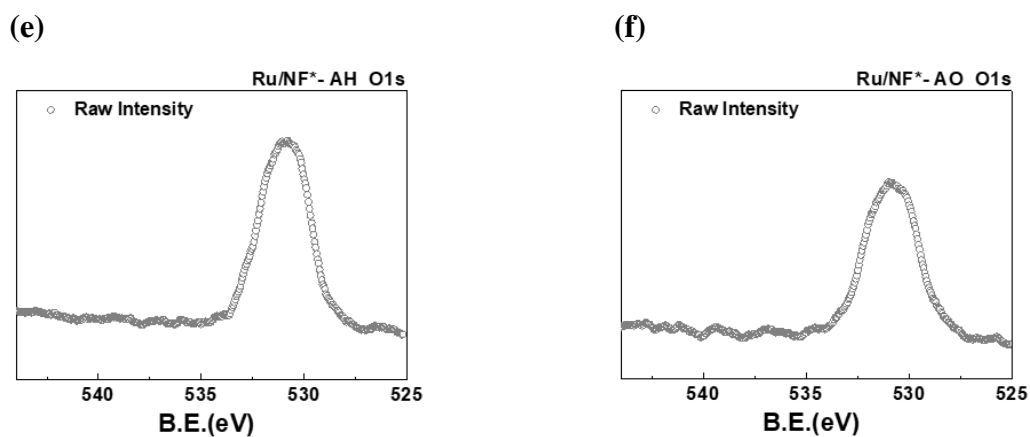 (e)
Ru/NF*- AH O1s
○ Raw Intensity
540 535 530 525
B.E.(eV)
(f)
Ru/NF*- AO O1s
○ Raw Intensity
540 535 530 525
B.E.(eV)